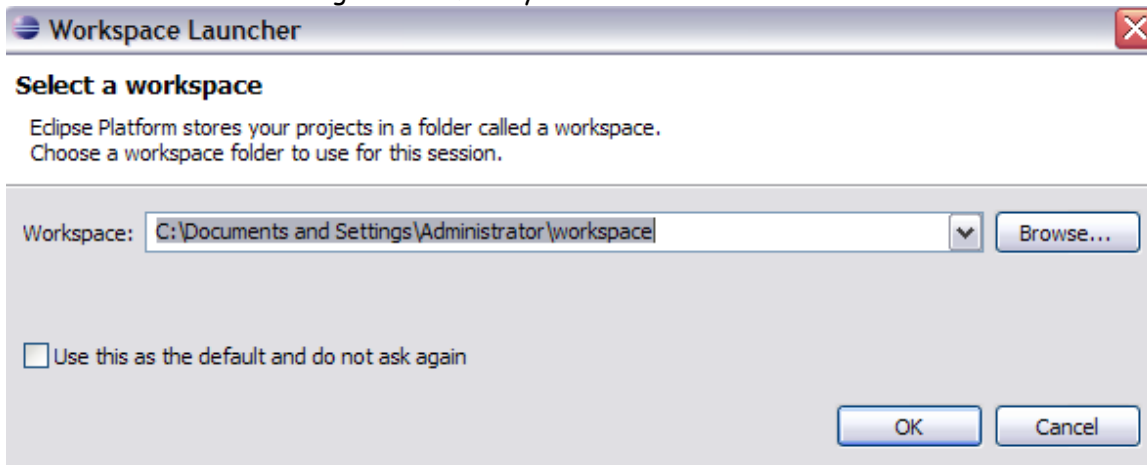 Workspace Launcher
Select a workspace
Eclipse Platform stores your projects in a folder called a workspace.
Choose a workspace folder to use for this session.
Workspace: C:\Documents and Settings\Administrator\workspace Browse...
Use this as the default and do not ask again
OK Cancel